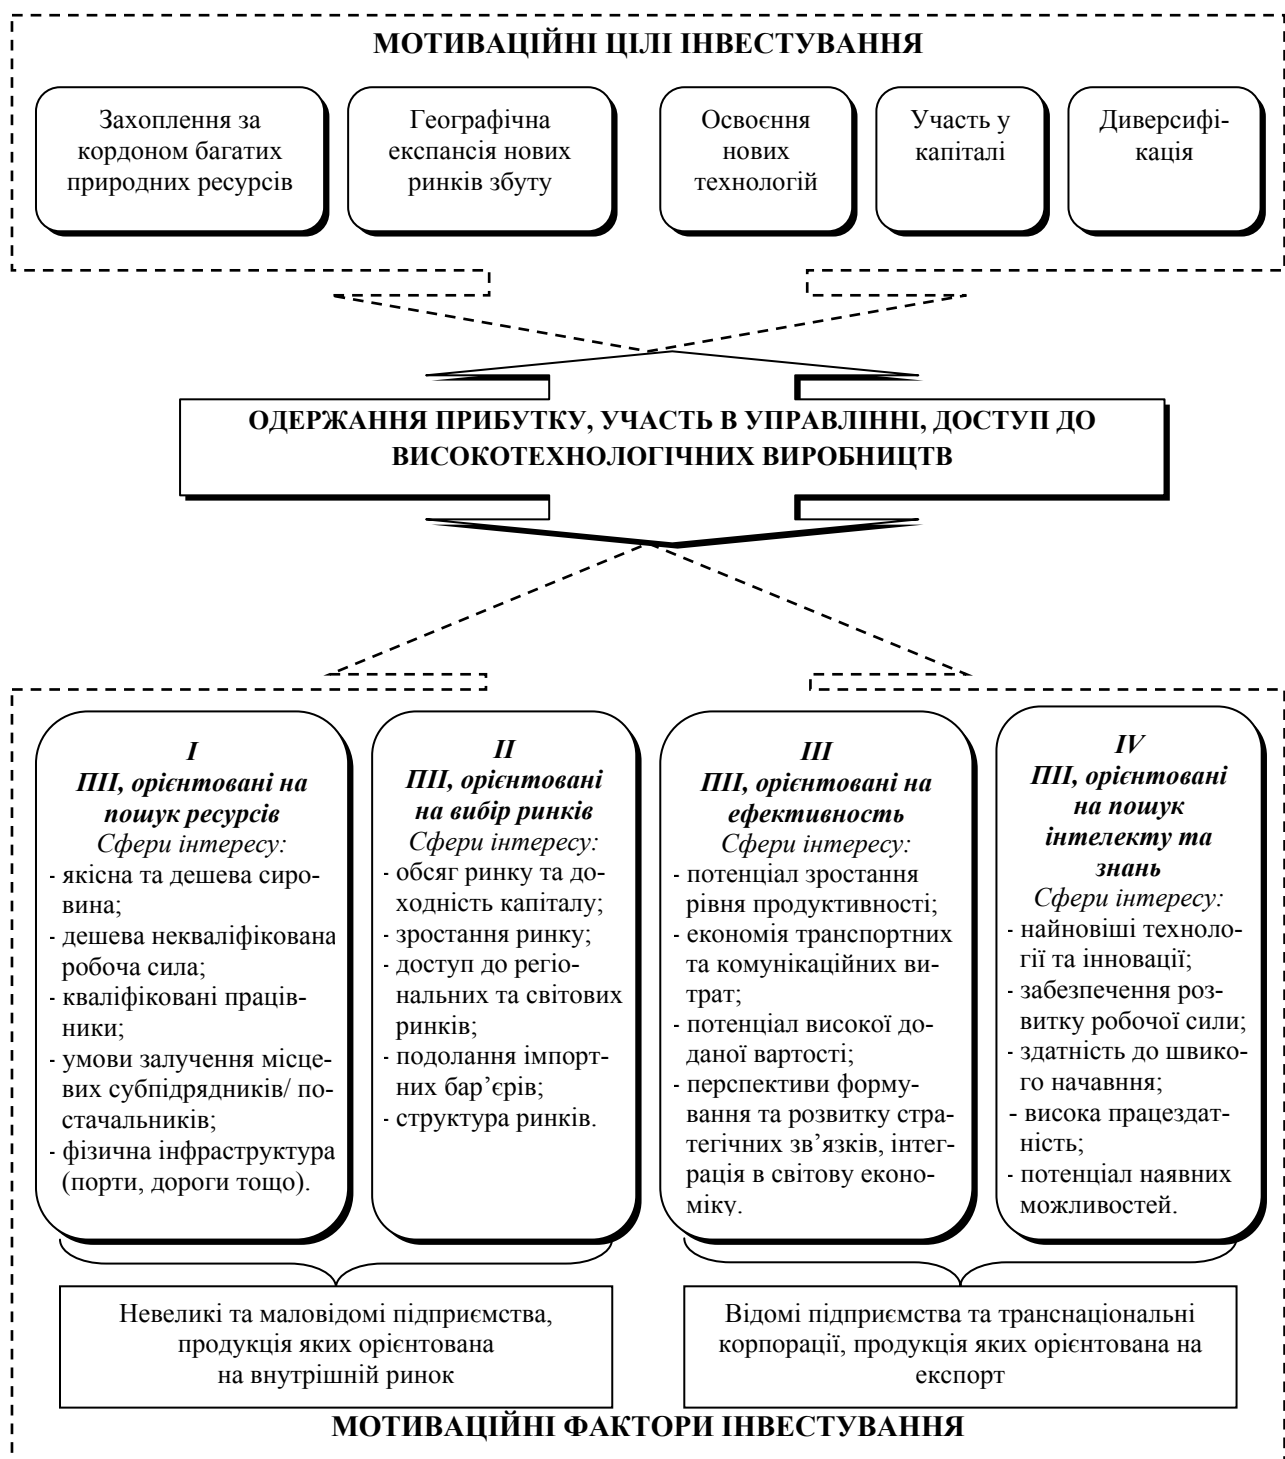 МОТИВАЦІЙНІ ЦІЛІ ІНВЕСТУВАННЯ
Захоплення за
кордоном багатих
природних ресурсів
Географічна
експансія нових
ринків збуту
Освоєння
нових
технологій
Участь у
капіталі
Диверсифі-
кація
ОДЕРЖАННЯ ПРИБУТКУ, УЧАСТЬ В УПРАВЛІННІ, ДОСТУП ДО
ВИСОКОТЕХНОЛОГІЧНИХ ВИРОБНИЦТВ
I
ПІІ, орієнтовані на
пошук ресурсів
Сфери інтересу:
- якісна та дешева сиро-
вина;
- дешева некваліфікована
робоча сила;
- кваліфіковані праців-
ники;
- умови залучення місце-
вих субпідрядників/ по-
стачальників;
- фізична інфраструктура
(порти, дороги тощо).
II
ПІІ, орієнтовані
на вибір ринків
Сфери інтересу:
- обсяг ринку та до-
ходність капіталу;
- зростання ринку;
- доступ до регіо-
нальних та світових
ринків;
- подолання імпорт-
них бар’єрів;
- структура ринків.
III
ПІІ, орієнтовані на
ефективность
Сфери інтересу:
- потенціал зростання
рівня продуктивності;
- економія транспортних
та комунікаційних ви-
трат;
- потенціал високої до-
даної вартості;
- перспективи форму-
вання та розвитку стра-
тегічних зв’язків, інтег-
рація в світову еконо-
міку.
IV
ПІІ, орієнтовані
на пошук
інтелекту та
знань
Сфери інтересу:
- найновіші техноло-
гії та інновації;
- забезпечення роз-
витку робочої сили;
- здатність до швико-
го начавння;
- висока працездат-
ність;
- потенціал наявних
можливостей.
Невеликі та маловідомі підприємства,
продукція яких орієнтована
на внутрішній ринок
Відомі підприємства та транснаціональні
корпорації, продукція яких орієнтована на
експорт
МОТИВАЦІЙНІ ФАКТОРИ ІНВЕСТУВАННЯ